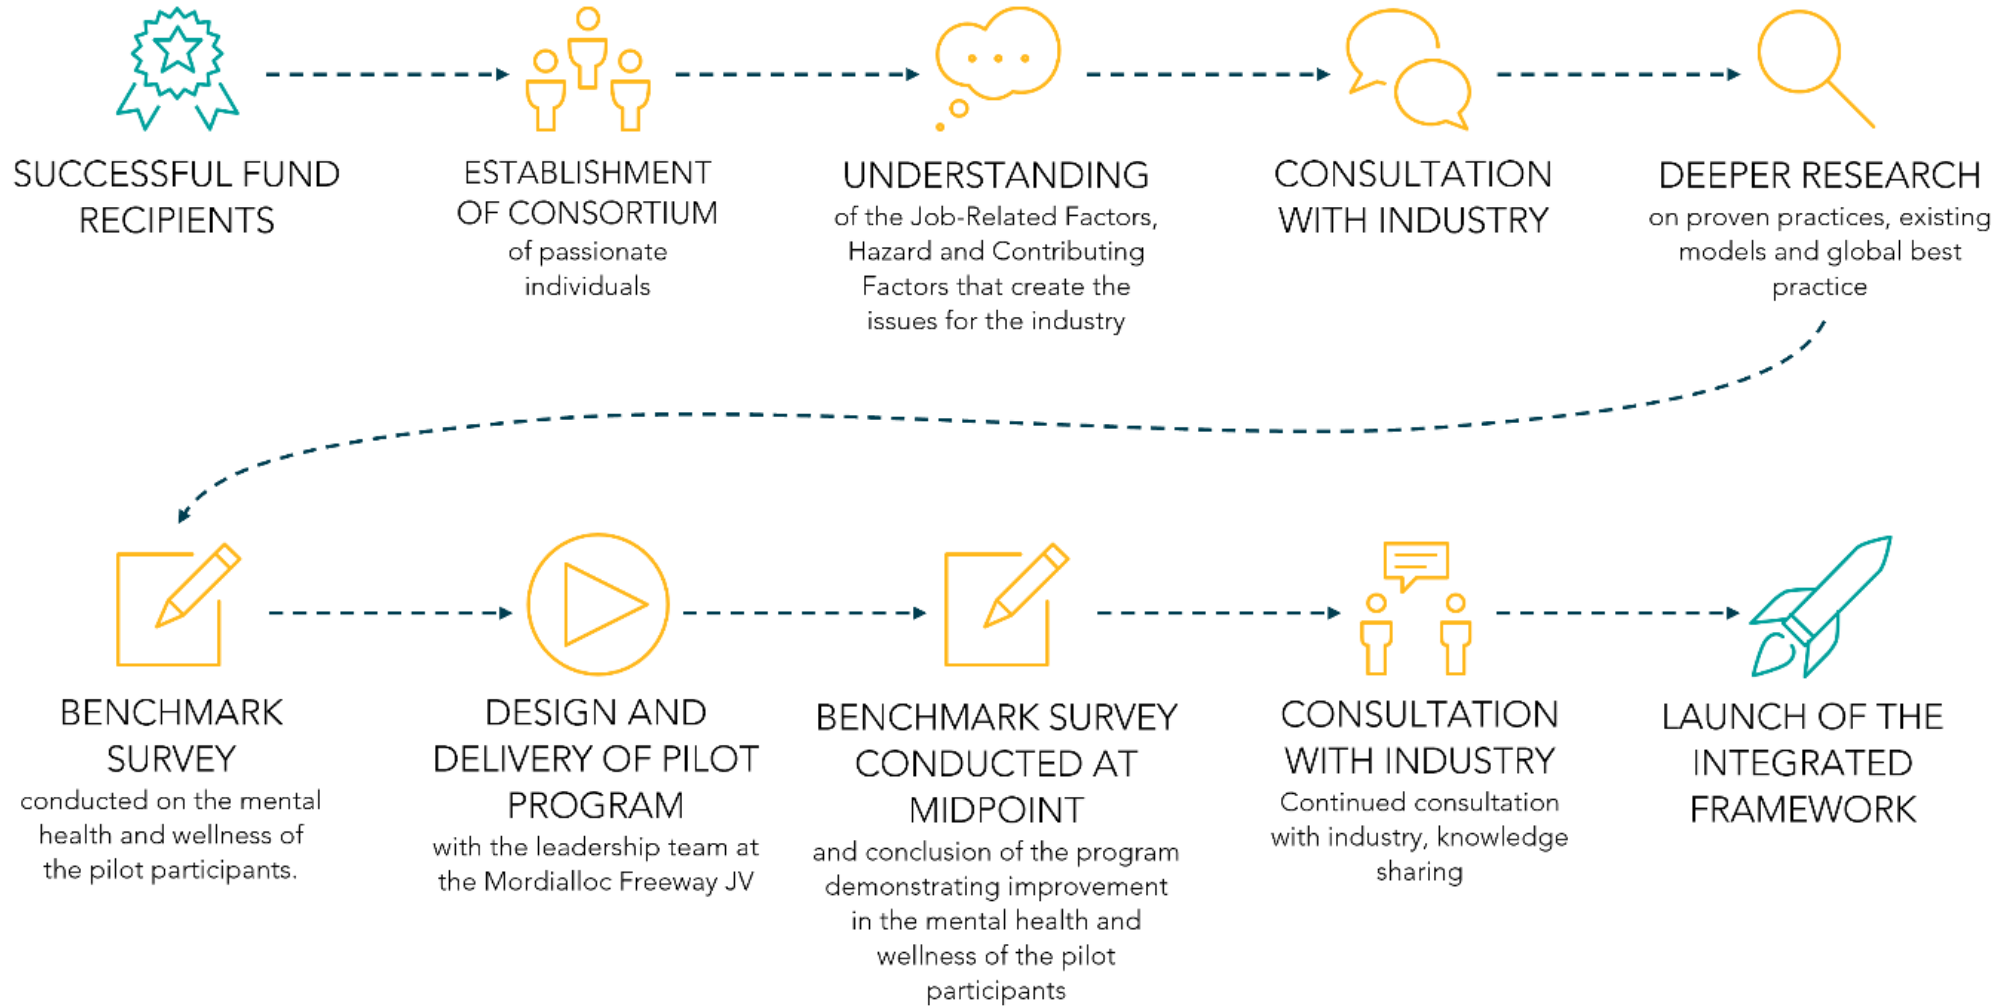 SUCCESSFUL FUND
RECIPIENTS
ESTABLISHMENT
OF CONSORTIUM
of passionate
individuals
UNDERSTANDING
of the Job-Related Factors,
Hazard and Contributing
Factors that create the
issues for the industry
CONSULTATION
WITH INDUSTRY
DEEPER RESEARCH
on proven practices, existing
models and global best
practice
BENCHMARK
SURVEY
conducted on the mental
health and wellness of
the pilot participants.
DESIGN AND
DELIVERY OF PILOT
PROGRAM
with the leadership team at
the Mordialloc Freeway JV
BENCHMARK SURVEY
CONDUCTED AT
MIDPOINT
and conclusion of the program
demonstrating improvement
in the mental health and
wellness of the pilot
participants
CONSULTATION
WITH INDUSTRY
Continued consultation
with industry, knowledge
sharing
LAUNCH OF THE
INTEGRATED
FRAMEWORK